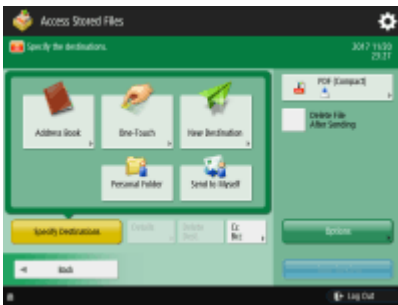 Access Stored Files
Specify the destinations.
2017 11/20
23:27
PDF (Compact)
Address Book
One-Touch
New Destination
Delete File
After Sending
Personal Folder
Send to Myself
Specify Destinations
Details
Delete
Dest.
Cc
Bcc
Options
Back
Log Out